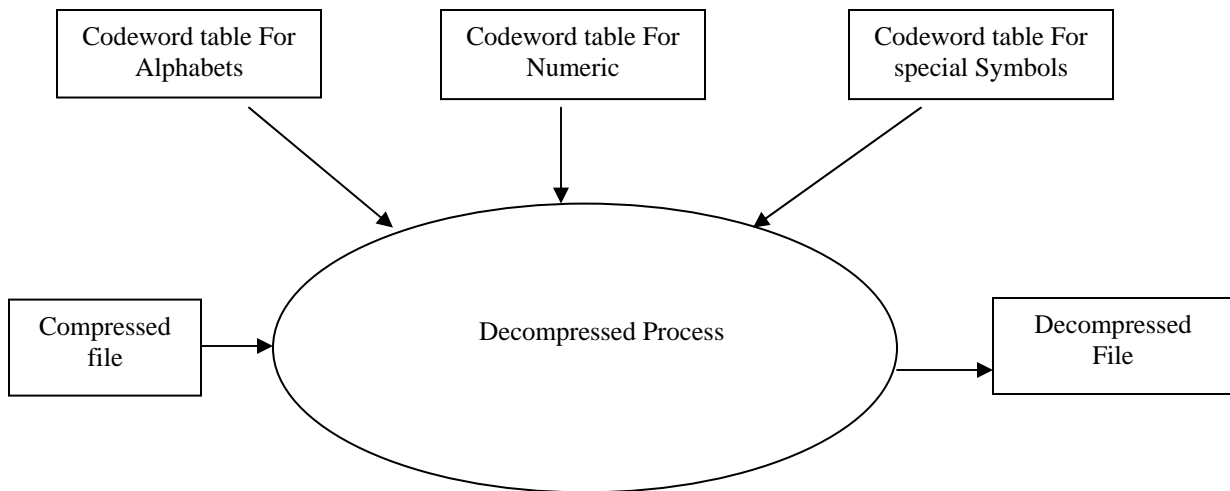 Codeword table For
Alphabets
Codeword table For
Numeric
Codeword table For
special Symbols
Compressed
file
Decompressed Process
Decompressed
File